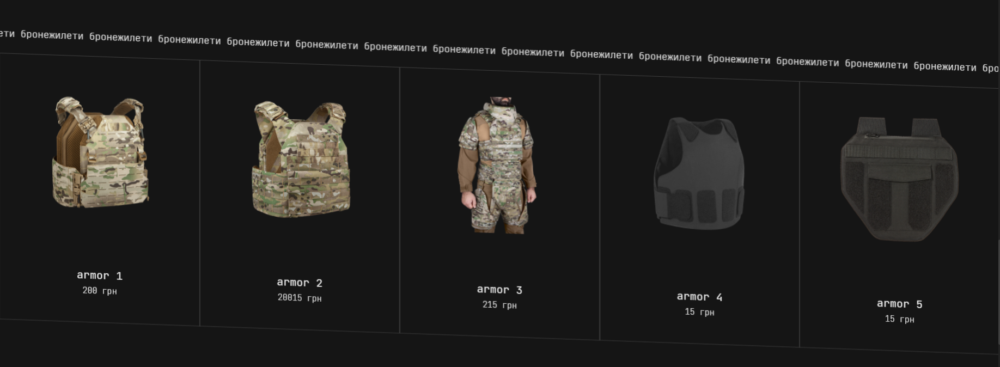 ети бронежилети бронежилети бронежилети бронежилети бронежилети бронежилети бронежилети бронежилети бронежилети бронежилети бронежилети бронежилети бронежилети бронежилети бро
armor 1
200 грн
armor 2
20015 грн
armor 3
215 грн
armor 4
15 грн
armor 5
15 грн